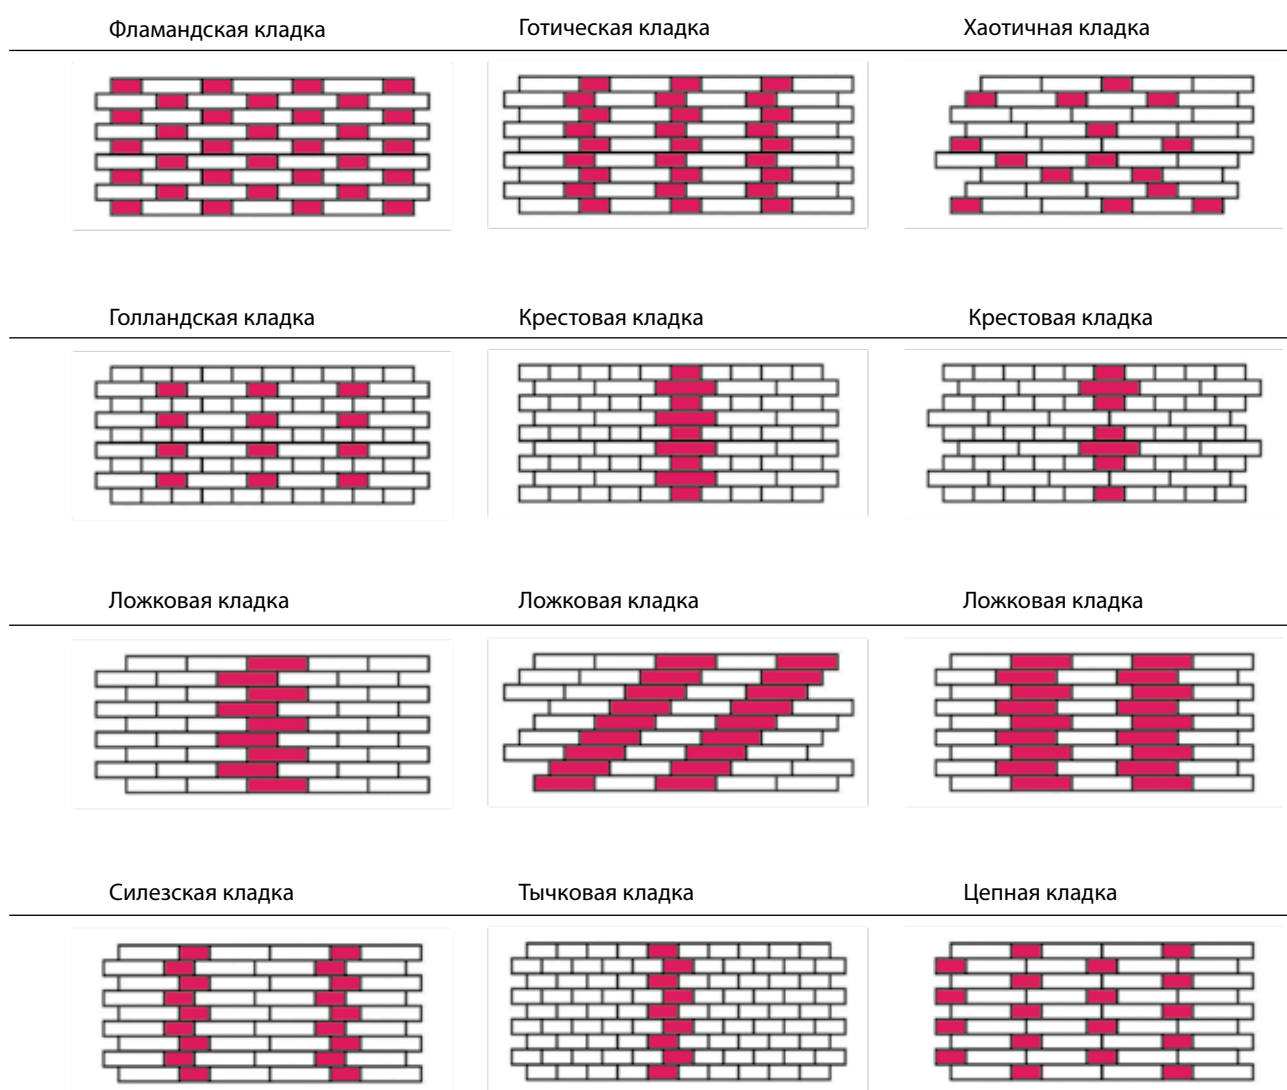 Фламандская кладка
Готическая кладка
Хаотичная кладка
Голландская кладка
Крестовая кладка
Крестовая кладка
Ложковая кладка
Ложковая кладка
Ложковая кладка
Силезская кладка
Тычковая кладка
Цепная кладка